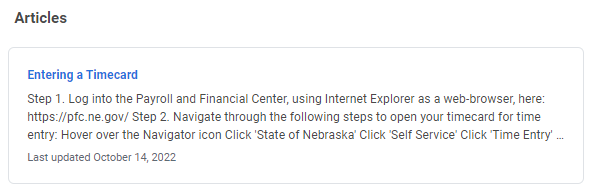 Articles
Entering a Timecard
Step 1. Log into the Payroll and Financial Center, using Internet Explorer as a web-browser, here:
https://pfc.ne.gov/ Step 2. Navigate through the following steps to open your timecard for time
entry: Hover over the Navigator icon Click 'State of Nebraska' Click 'Self Service' Click 'Time Entry' ...
Last updated October 14, 2022